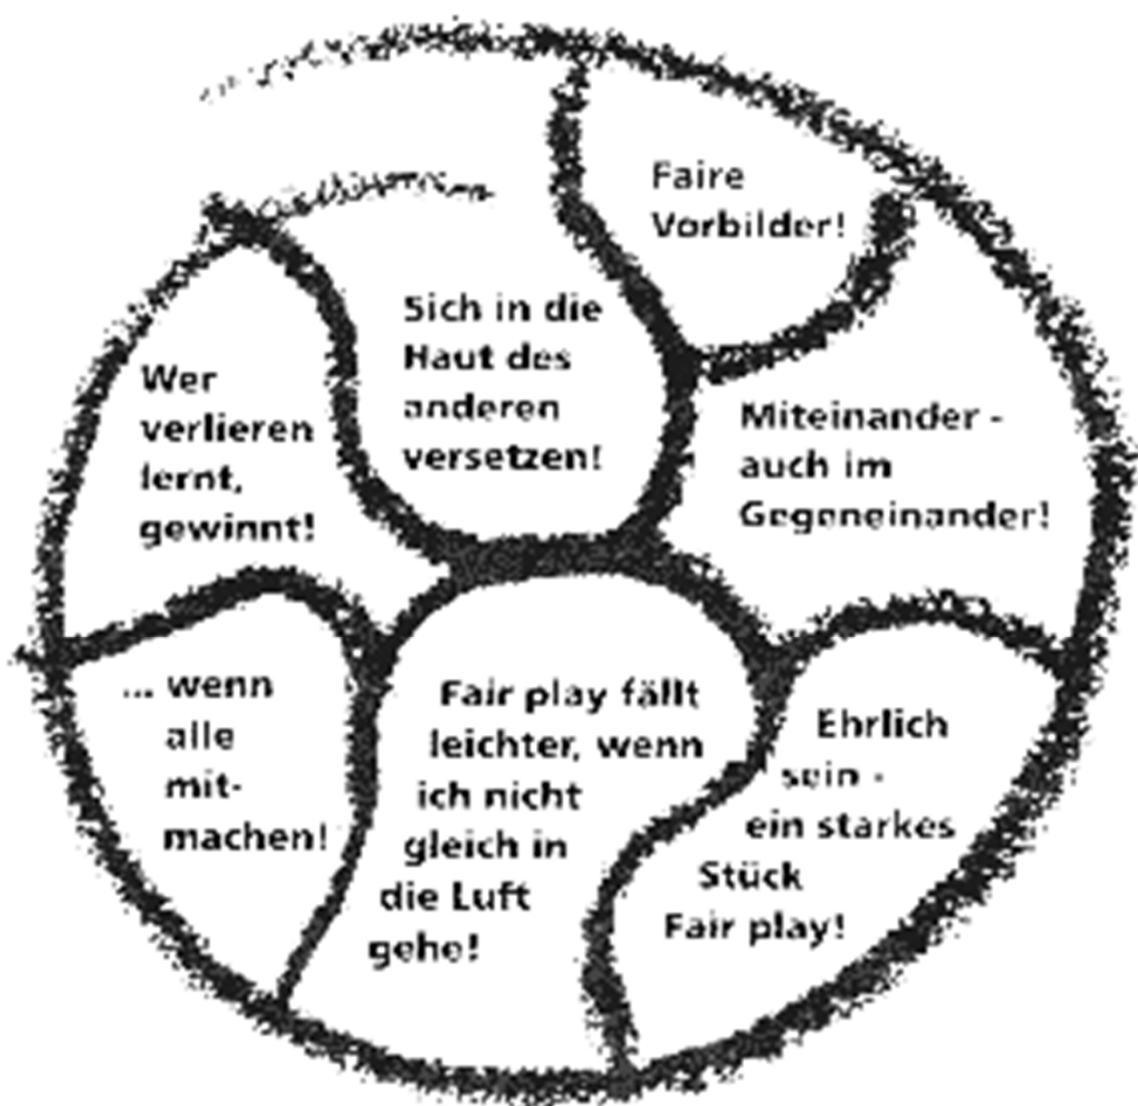 Faire
Vorbilder!
Sich in die
Haut des
anderen
versetzen!
Wer
verlieren
lernt,
gewinnt!
Miteinander -
auch im
Gegeneinander!
... wenn
alle
mit-
machen!
Fair play fällt
leichter, wenn
ich nicht
gleich in
die Luft
gehe!
Ehrlich
sein -
ein starkes
Stück
Fair play!